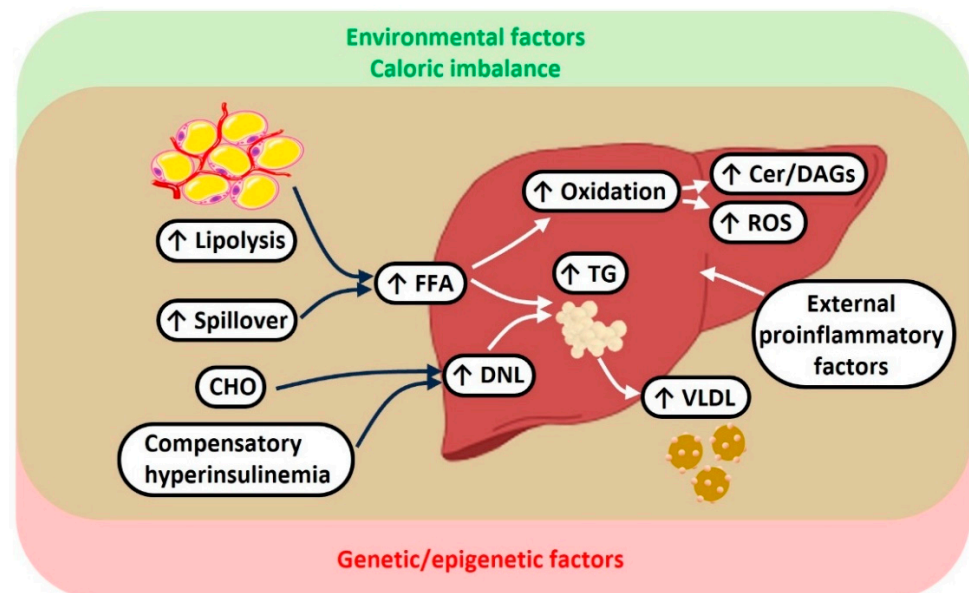 Environmental factors
Caloric imbalance
↑ Lipolysis
↑ Spillover
CHO
Compensatory
hyperinsulinemia
↑ FFA
↑ DNL
↑ Oxidation
↑ TG
↑ VLDL
↑ Cer/DAGs
↑ ROS
External
proinflammatory
factors
Genetic/epigenetic factors